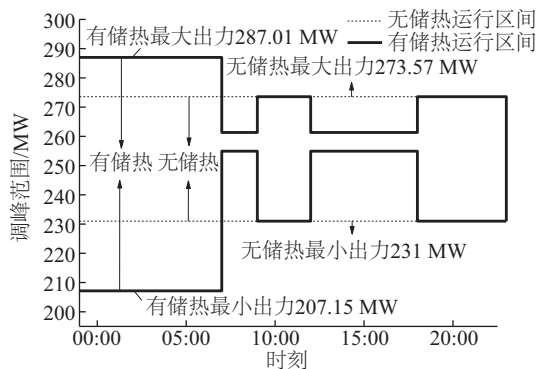 无储热运行区间
有储热运行区间
有储热最大出力287.01 MW
无储热最大出力273.57 MW
有储热 无储热
无储热最小出力231 MW
有储热最小出力207.15 MW
调峰范围/MW
300
290
280
270
260
250
240
230
220
210
200
00:00 05:00 10:00 15:00 20:00
时刻